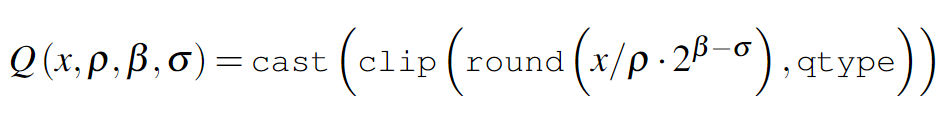 Q(x,ρ,β,σ) = cast(clip(round(x/ρ · 2^{β−σ}),qtype))